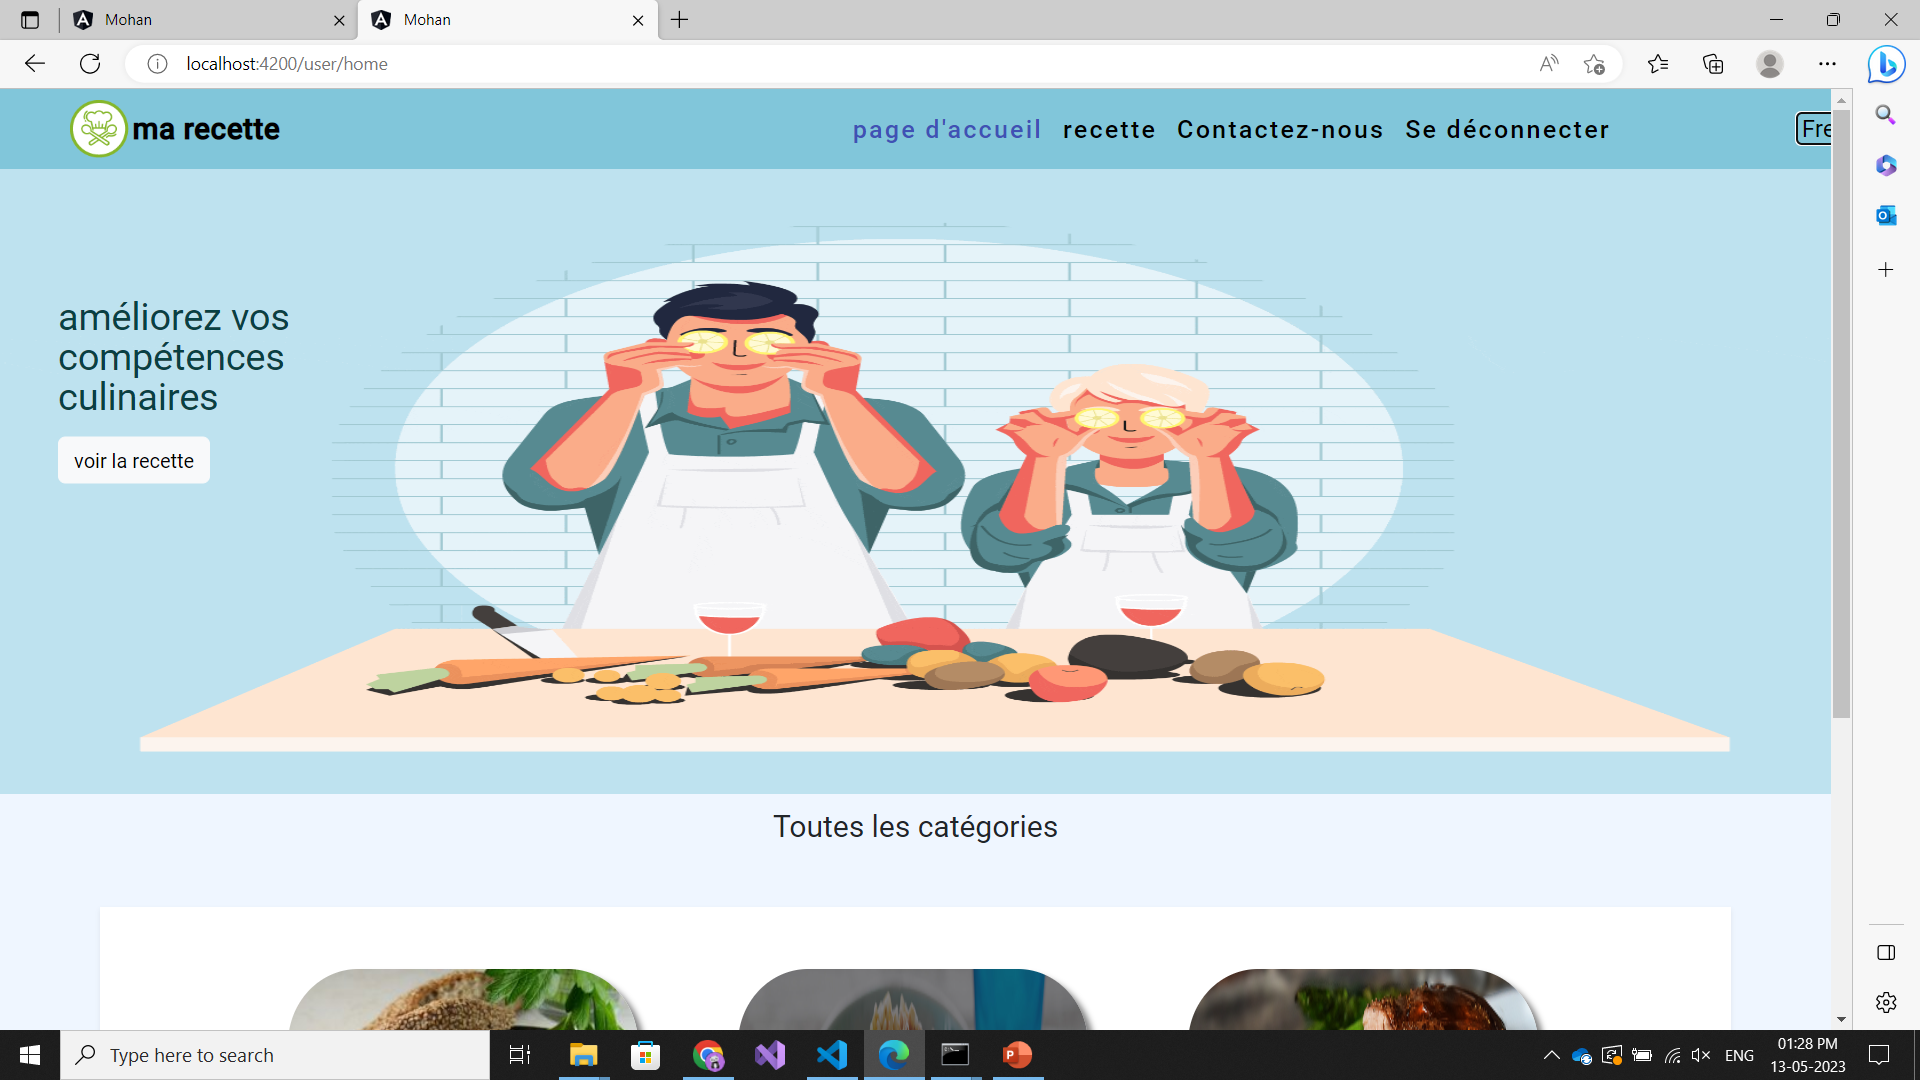 Mohan
Mohan
localhost:4200/user/home
ma recette
page d'accueil recette Contactez-nous Se déconnecter
Fre
améliorez vos
compétences
culinaires
voir la recette
Toutes les catégories
Type here to search
ENG
01:28 PM
13-05-2023